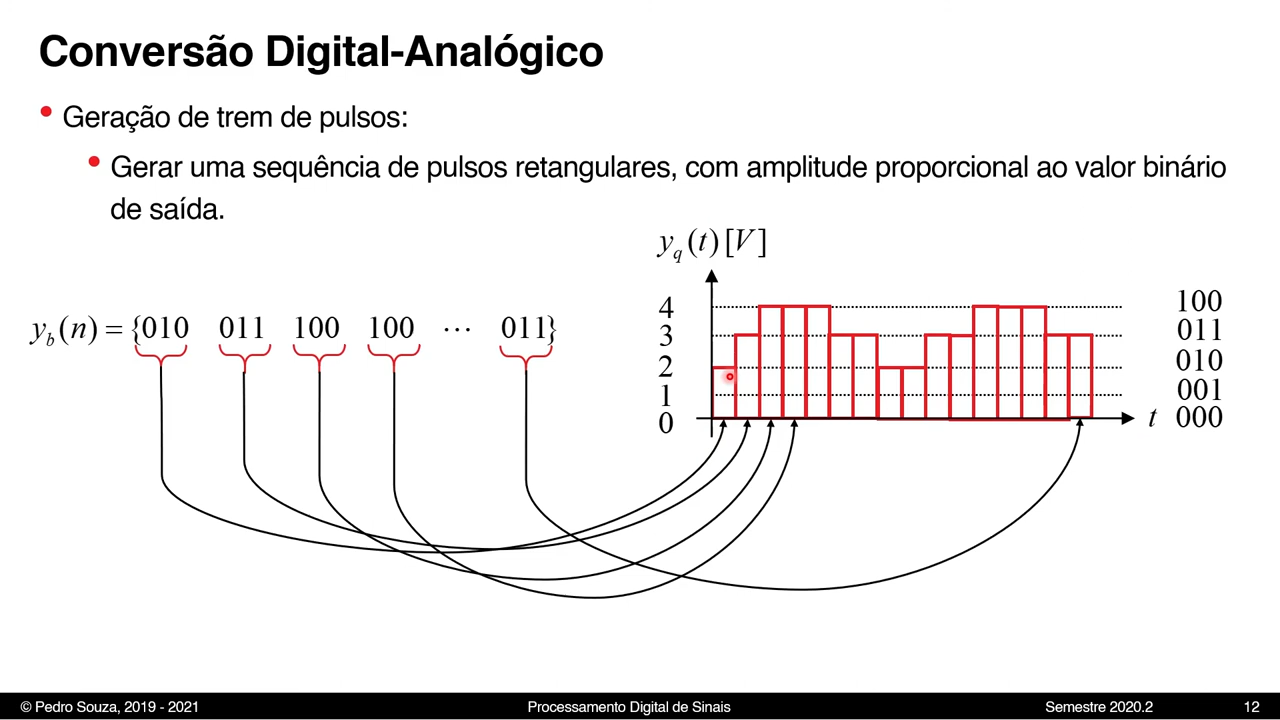 Conversão Digital-Analógico
• Geração de trem de pulsos:
• Gerar uma sequência de pulsos retangulares, com amplitude proporcional ao valor binário
de saída.
y_q(t)[V]
y_b(n) = {010 011 100 100 ⋯ 011}
4
3
2
1
0
t
100
011
010
001
000
© Pedro Souza, 2019 - 2021
Processamento Digital de Sinais
Semestre 2020.2
12